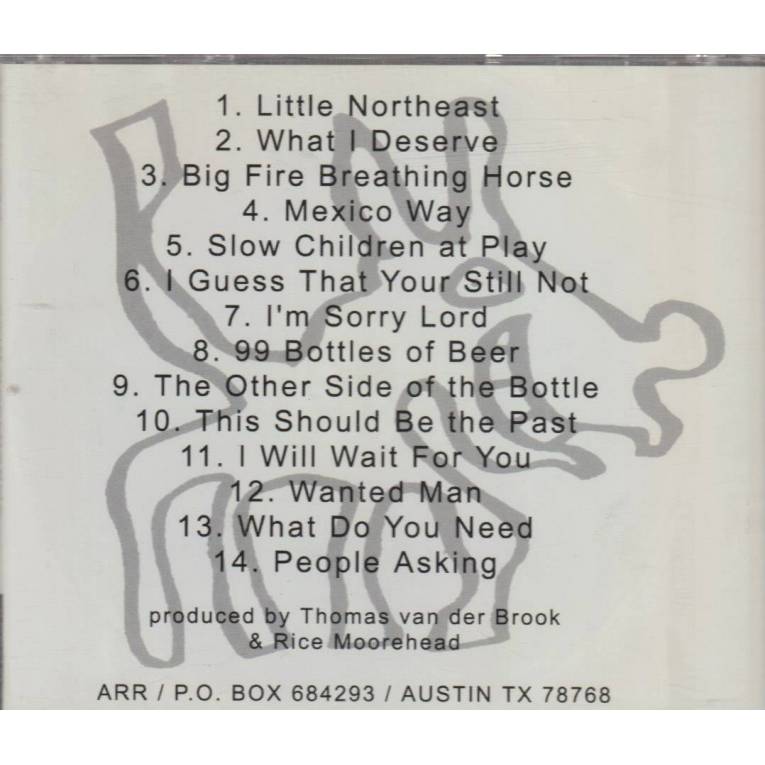 1. Little Northeast
2. What I Deserve
3. Big Fire Breathing Horse
4. Mexico Way
5. Slow Children at Play
6. I Guess That Your Still Not
7. I'm Sorry Lord
8. 99 Bottles of Beer
9. The Other Side of the Bottle
10. This Should Be the Past
11. I Will Wait For You
12. Wanted Man
13. What Do You Need
14. People Asking
produced by Thomas van der Brook
& Rice Moorehead
ARR / P.O. BOX 684293 / AUSTIN TX 78768